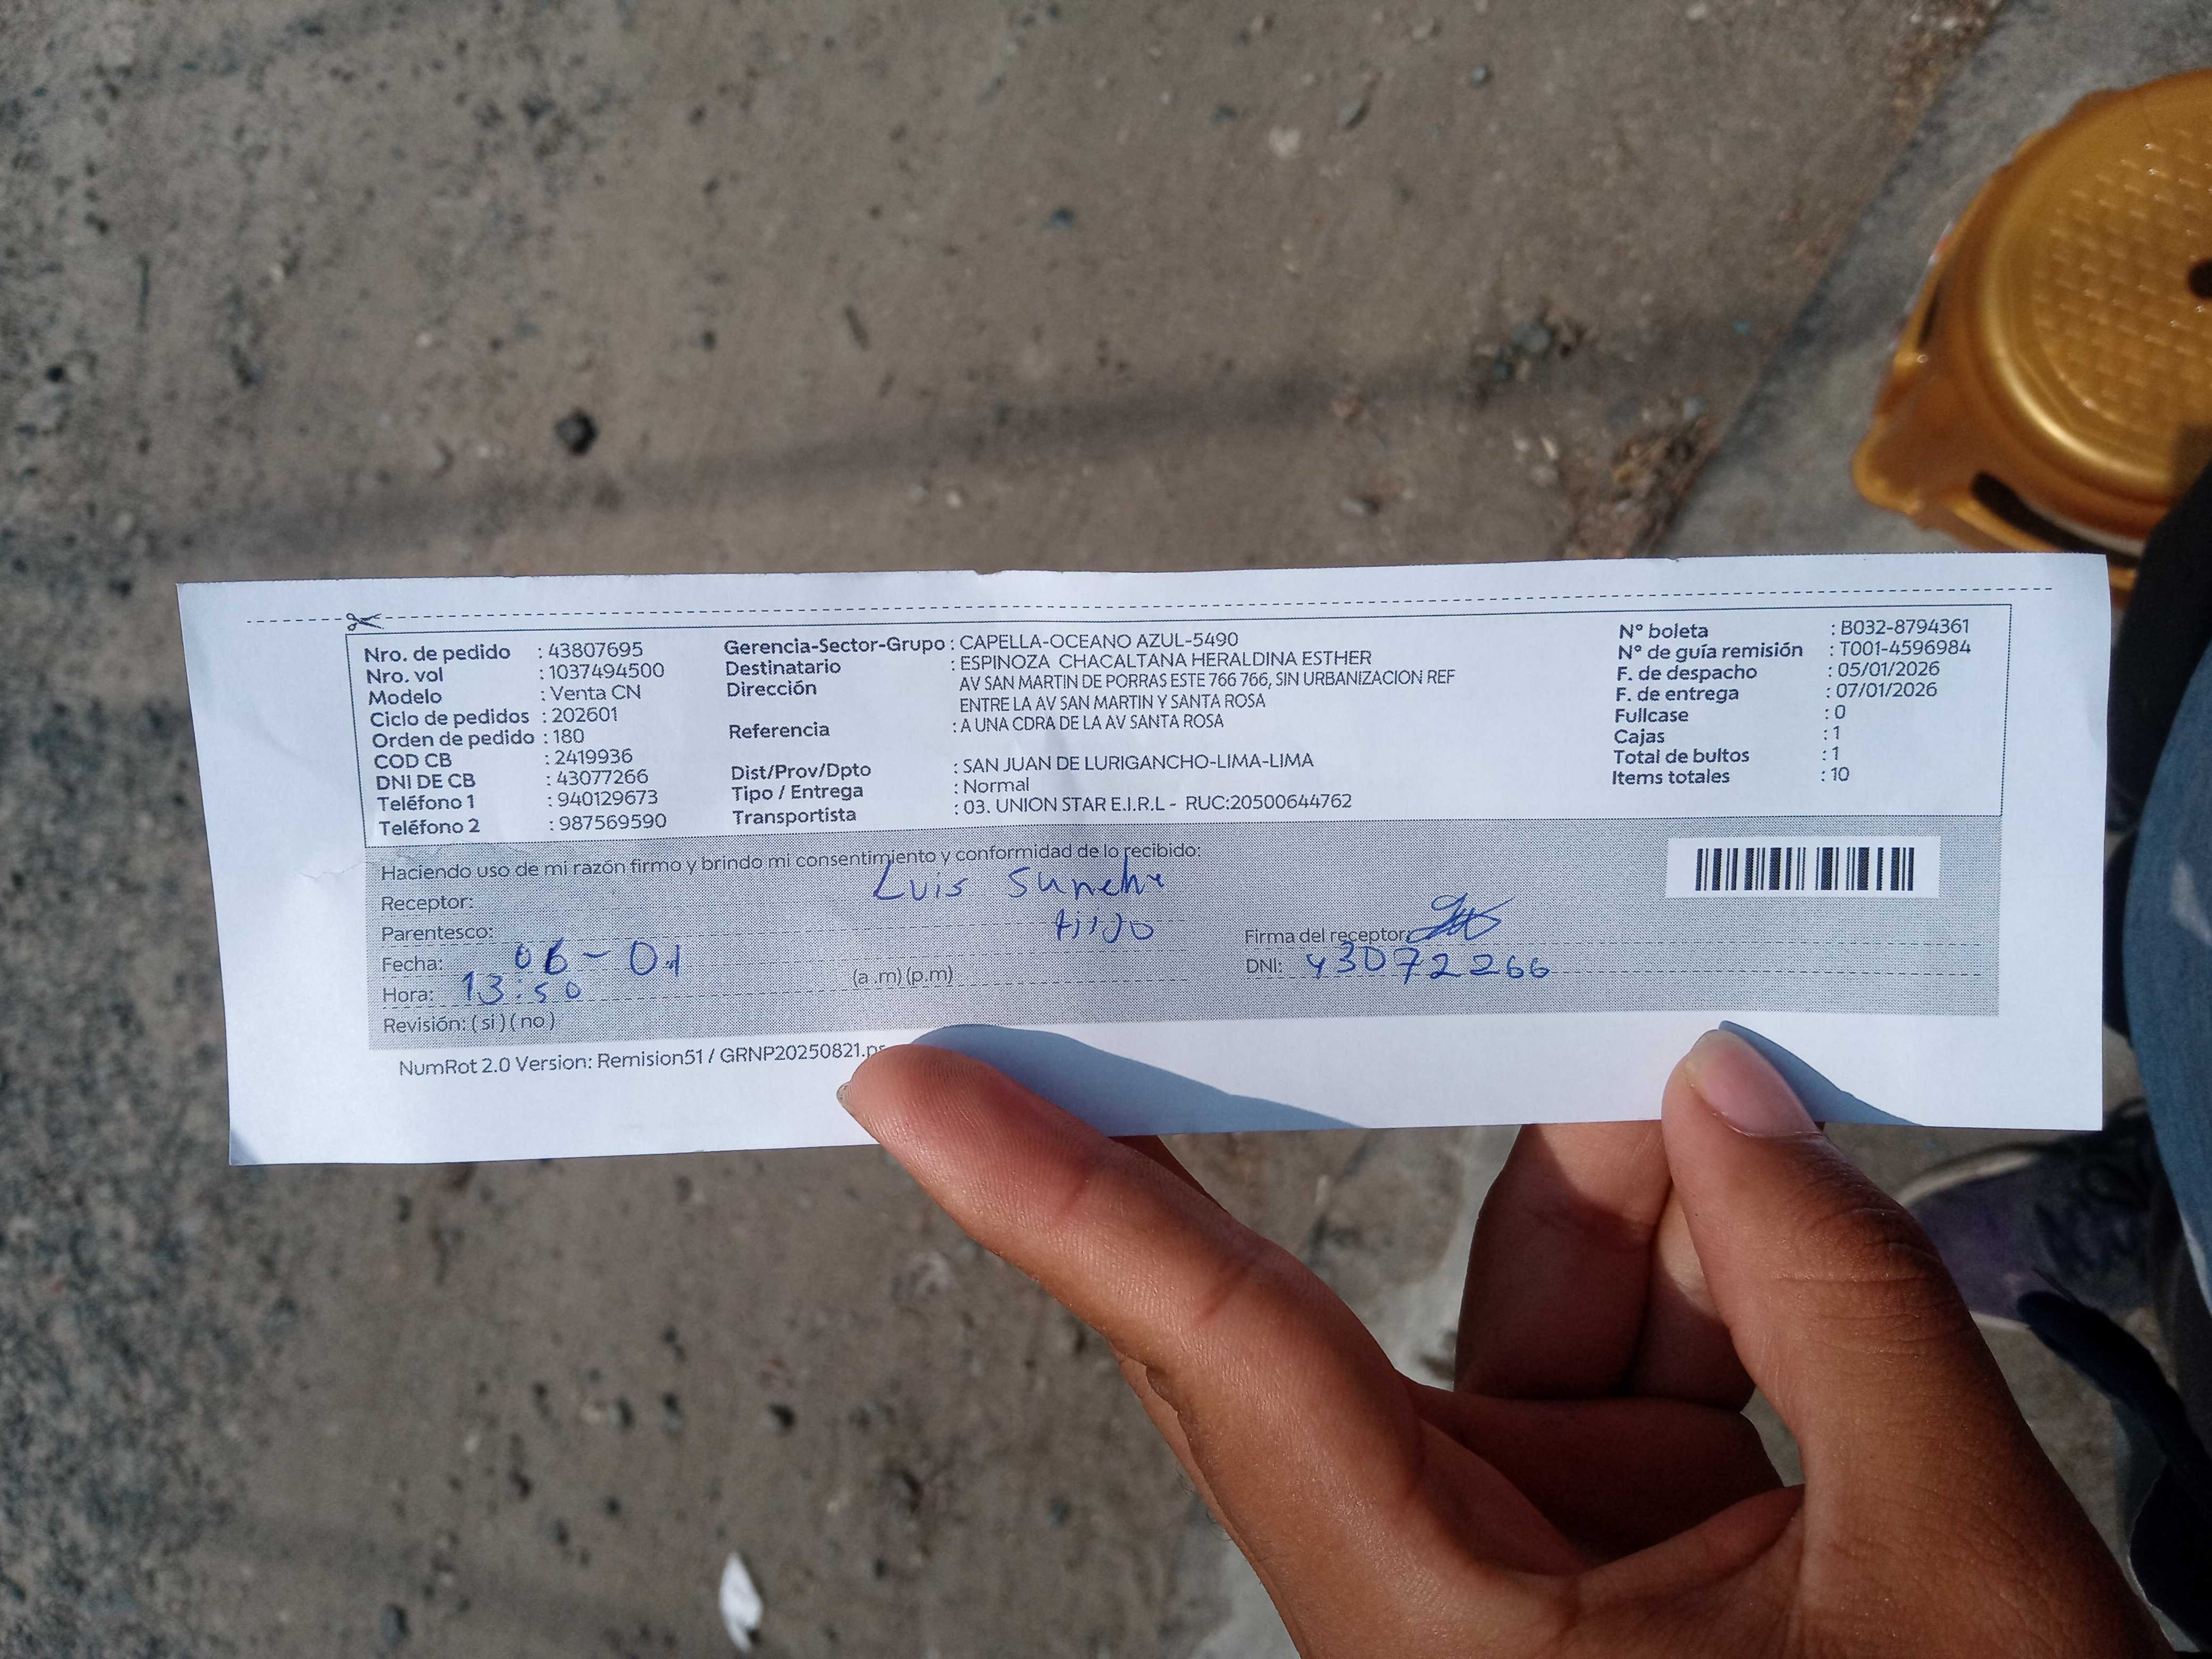 Nro. de pedido : 43807695
Nro. vol : 1037494500
Modelo : Venta CN
Ciclo de pedidos : 202601
Orden de pedido : 180
COD CB : 2419936
DNI DE CB : 43077266
Teléfono 1 : 940129673
Teléfono 2 : 987569590
Gerencia-Sector-Grupo : CAPELLA-OCEANO AZUL-5490
Destinatario : ESPINOZA CHACALTANA HERALDINA ESTHER
Dirección AV SAN MARTIN DE PORRAS ESTE 766 766, SIN URBANIZACION REF
ENTRE LA AV SAN MARTIN Y SANTA ROSA
Referencia : A UNA CDRA DE LA AV SANTA ROSA
Dist/Prov/Dpto : SAN JUAN DE LURIGANCHO-LIMA-LIMA
Tipo / Entrega : Normal
Transportista : 03. UNION STAR E.I.R.L - RUC:20500644762
N° boleta : B032-8794361
N° de guía remisión : T001-4596984
F. de despacho : 05/01/2026
F. de entrega : 07/01/2026
Fullcase : 0
Cajas : 1
Total de bultos : 1
Items totales : 10
Haciendo uso de mi razón firmo y brindo mi consentimiento y conformidad de lo recibido:
Receptor: Luis
Parentesco: Hijo
Fecha: 06-01
Hora: 13:50 (a .m) (p.m)
Revisión: ( si ) ( no )
Firma del receptor:
DNI: 43072266
NumRot 2.0 Version: Remision51 / GRNP20250821.